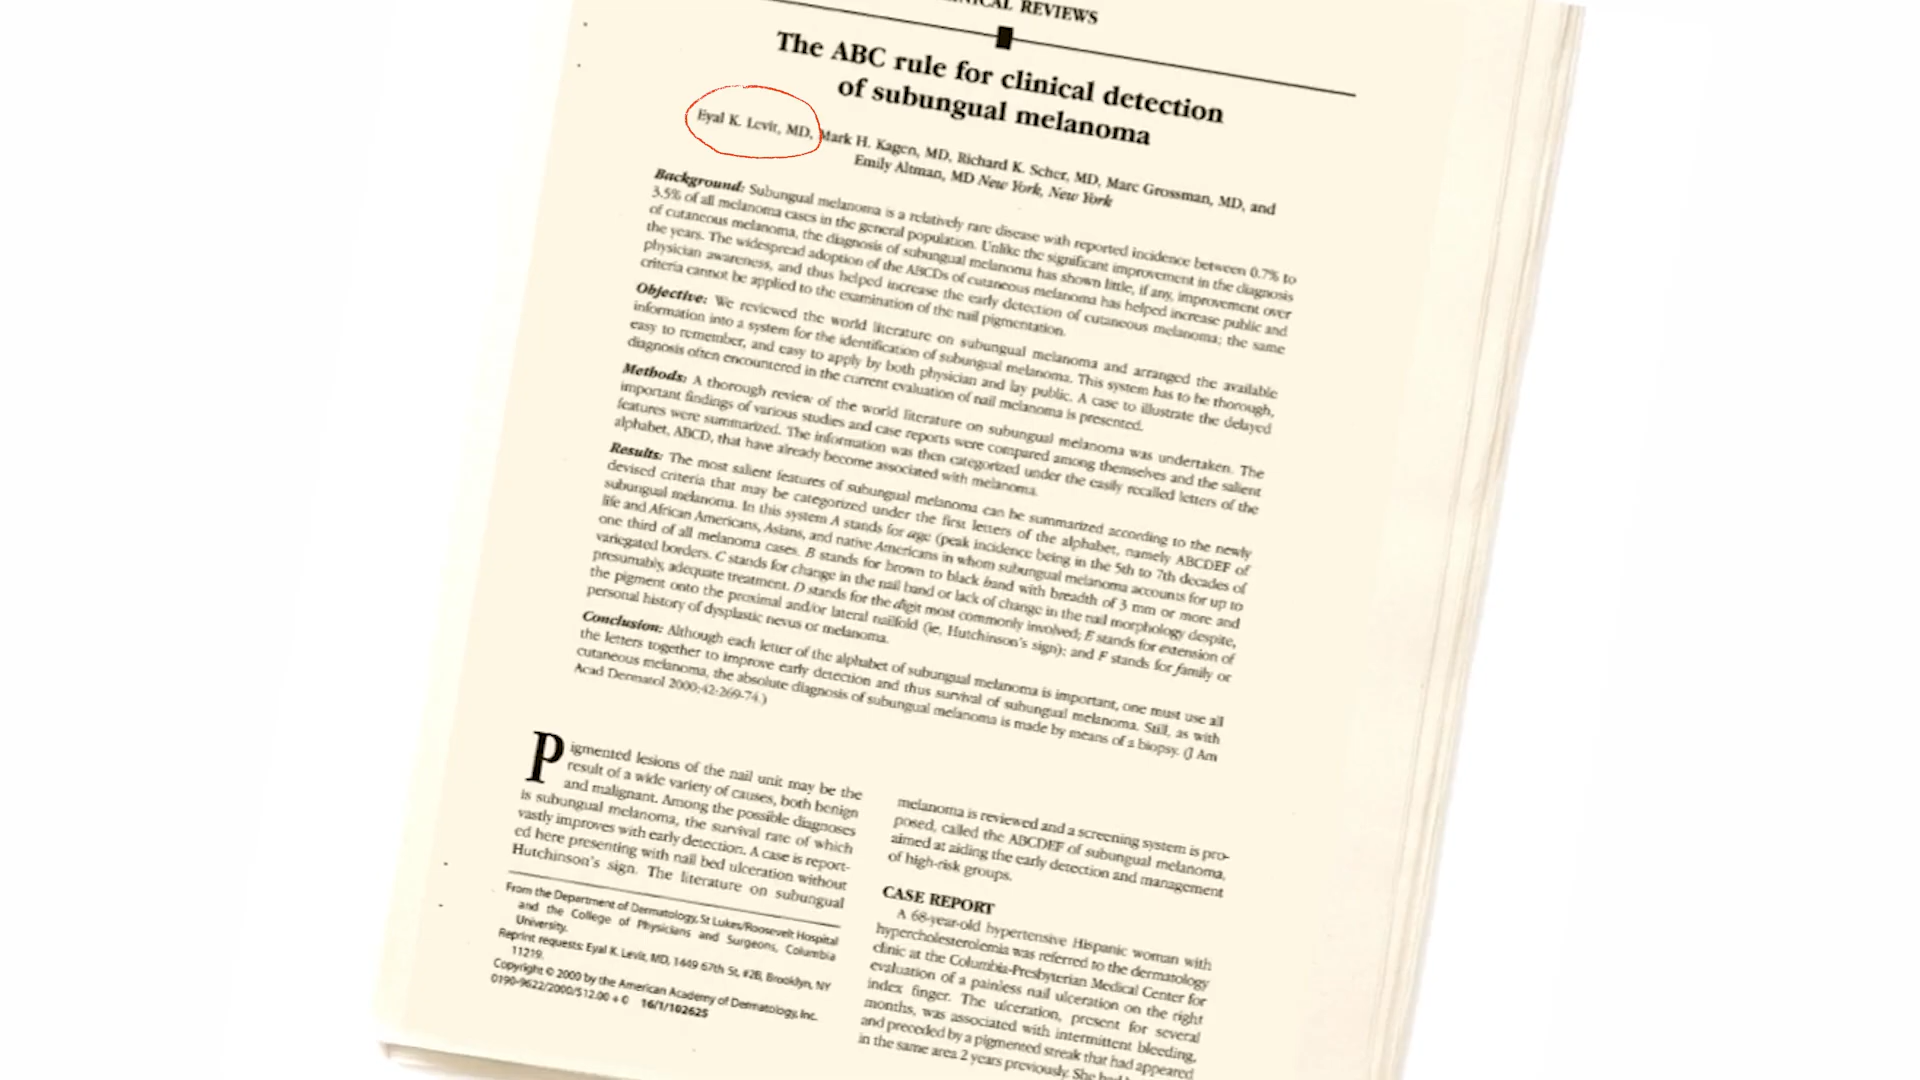 CLINICAL REVIEWS
The ABC rule for clinical detection
of subungual melanoma
Eyal K. Levit, MD, Mark H. Kagen, MD, Richard K. Scher, MD, Marc Grossman, MD, and
Emily Altman, MD New York, New York
Background: Subungual melanoma is a relatively rare disease with reported incidence between 0.7% to
3.5% of all melanoma cases in the general population. Unlike the significant improvement in the diagnosis
of cutaneous melanoma, the diagnosis of subungual melanoma has shown little, if any, improvement over
the years. The widespread adoption of the ABCDs of cutaneous melanoma has helped increase public and
physician awareness, and thus helped increase the early detection of cutaneous melanoma; the same
criteria cannot be applied to the examination of the nail pigmentation.
Objective: We reviewed the world literature on subungual melanoma and arranged the available
information into a system for the identification of subungual melanoma. This system has to be thorough,
easy to remember, and easy to apply by both physician and lay public. A case to illustrate the delayed
diagnosis often encountered in the current evaluation of nail melanoma is presented.
Methods: A thorough review of the world literature on subungual melanoma was undertaken. The
important findings of various studies and case reports were compared among themselves and the salient
features were summarized. The information was then categorized under the easily recalled letters of the
alphabet, ABCD, that have already become associated with melanoma.
Results: The most salient features of subungual melanoma can be summarized according to the newly
devised criteria that may be categorized under the first letters of the alphabet, namely ABCDEF of
subungual melanoma. In this system A stands for age (peak incidence being in the 5th to 7th decades of
life and African Americans, Asians, and native Americans in whom subungual melanoma accounts for up to
one third of all melanoma cases. B stands for brown to black band with breadth of 3 mm or more and
variegated borders. C stands for change in the nail band or lack of change in the nail morphology despite,
presumably, adequate treatment. D stands for the digit most commonly involved; E stands for extension of
the pigment onto the proximal and/or lateral nailfold (ie, Hutchinson's sign); and F stands for family or
personal history of dysplastic nevus or melanoma.
Conclusion: Although each letter of the alphabet of subungual melanoma is important, one must use all
the letters together to improve early detection and thus survival of subungual melanoma. Still, as with
cutaneous melanoma, the absolute diagnosis of subungual melanoma is made by means of a biopsy. (J Am
Acad Dermatol 2000;42:269-74.)
Pigmented lesions of the nail unit may be the
result of a wide variety of causes, both benign
and malignant. Among the possible diagnoses
is subungual melanoma, the survival rate of which
vastly improves with early detection. A case is report-
ed here presenting with nail bed ulceration without
Hutchinson's sign. The literature on subungual
From the Department of Dermatology, St Lukes/Roosevelt Hospital
and the College of Physicians and Surgeons, Columbia
University.
Reprint requests: Eyal K. Levit, MD, 1449 67th St, #2B, Brooklyn, NY
11219.
Copyright © 2000 by the American Academy of Dermatology, Inc.
0190-9622/2000/$12.00 + 0 16/1/102625
melanoma is reviewed and a screening system is pro-
posed, called the ABCDEF of subungual melanoma,
aimed at aiding the early detection and management
of high-risk groups.
CASE REPORT
A 68-year-old hypertensive Hispanic woman with
hypercholesterolemia was referred to the dermatology
clinic at the Columbia-Presbyterian Medical Center for
evaluation of a painless nail ulceration on the right
index finger. The ulceration, present for several
months, was associated with intermittent bleeding,
and preceded by a pigmented streak that had appeared
in the same area 2 years previously. She had